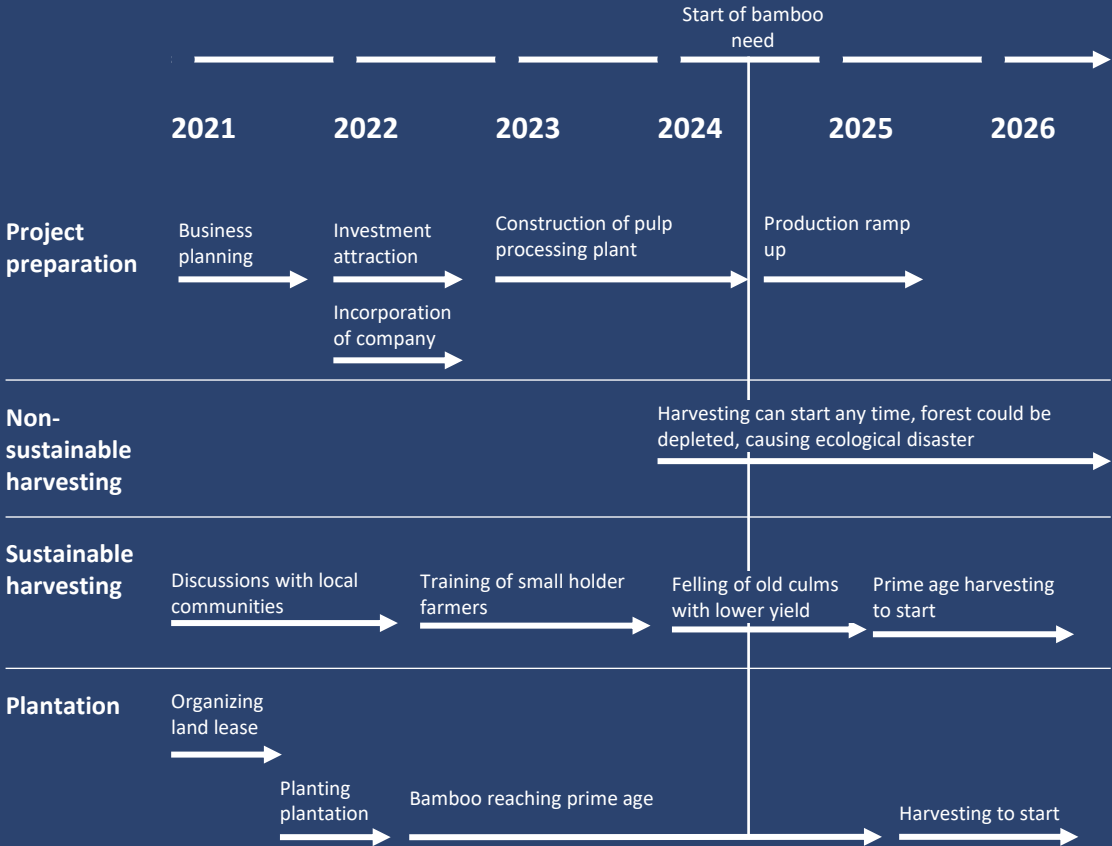 Start of bamboo
need
2021
2022
2023
2024
2025
2026
Project
preparation
Business
planning
Investment
attraction
Construction of pulp
processing plant
Production ramp
up
Incorporation
of company
Non-
sustainable
harvesting
Harvesting can start any time, forest could be
depleted, causing ecological disaster
Sustainable
harvesting
Discussions with local
communities
Training of small holder
farmers
Felling of old culms
with lower yield
Prime age harvesting
to start
Plantation
Organizing
land lease
Planting
plantation
Bamboo reaching prime age
Harvesting to start